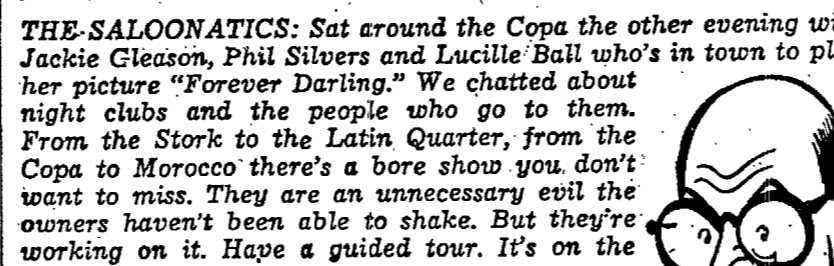 THE SALOONATICS: Sat around the Copa the other evening
Jackie Gleason, Phil Silvers and Lucille Ball who's in town to
her picture "Forever Darling." We chatted about
night clubs and the people who go to them.
From the Stork to the Latin Quarter, from the
Copa to Morocco there's a bore show you don't
want to miss. They are an unnecessary evil the
owners haven't been able to shake. But they're
working on it. Have a guided tour. It's on the